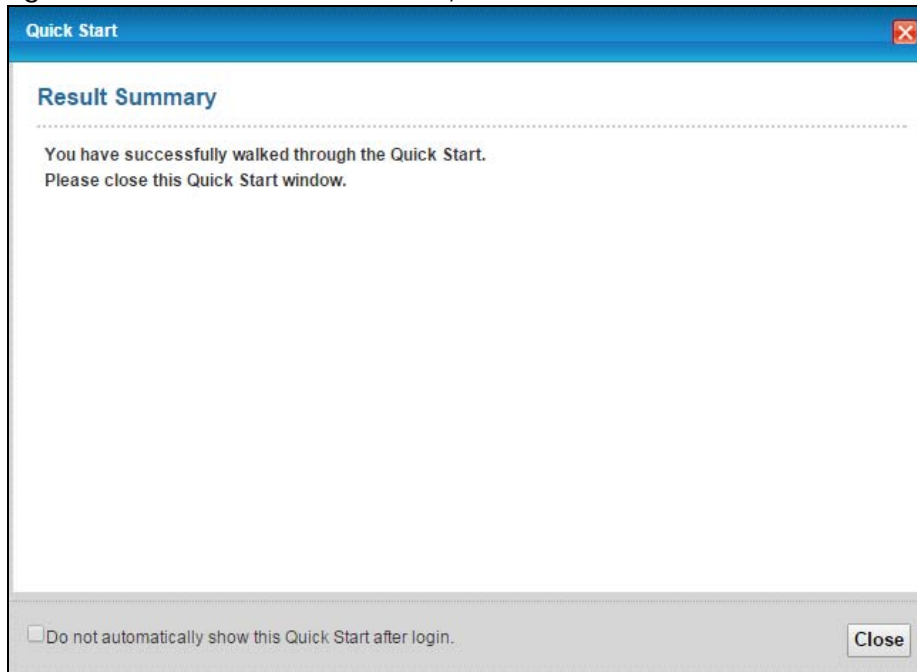 Quick Start
Result Summary
You have successfully walked through the Quick Start.
Please close this Quick Start window.
Do not automatically show this Quick Start after login.
Close